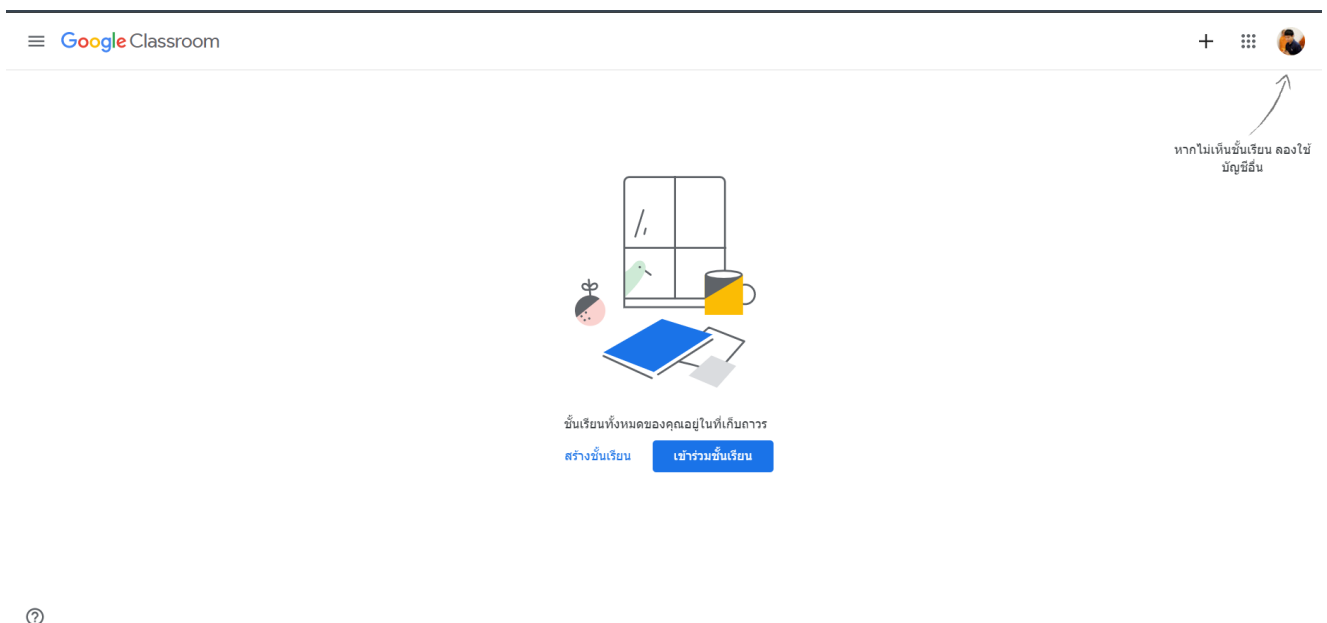 Google Classroom
หากไม่เห็นชั้นเรียน ลองใช้
บัญชีอื่น
ชั้นเรียนทั้งหมดของคุณอยู่ในที่เก็บถาวร
สร้างชั้นเรียน
เข้าร่วมชั้นเรียน